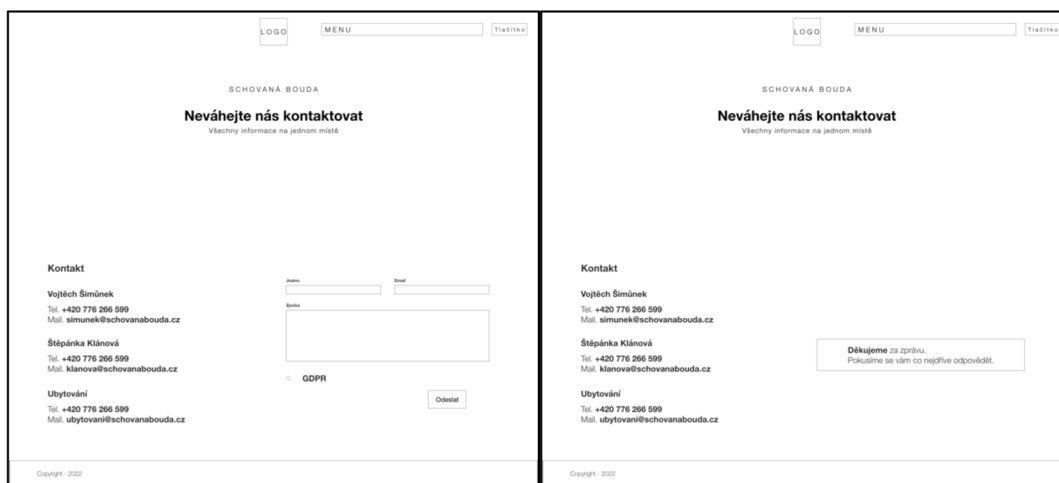 LOGO
MENU
Tlačítko
SCHOVANÁ BOUDA
Neváhejte nás kontaktovat
Všechny informace na jednom místě
Kontakt
Vojtěch Šimůnek
Tel. +420 776 266 599
Mail. simunek@schovanabouda.cz
Štěpánka Klánová
Tel. +420 776 266 599
Mail. klanova@schovanabouda.cz
Ubytování
Tel. +420 776 266 599
Mail. ubytovani@schovanabouda.cz
Jméno
Email
Zpráva
GDPR
Odeslat
Copyright - 2022
LOGO
MENU
Tlačítko
SCHOVANÁ BOUDA
Neváhejte nás kontaktovat
Všechny informace na jednom místě
Kontakt
Vojtěch Šimůnek
Tel. +420 776 266 599
Mail. simunek@schovanabouda.cz
Štěpánka Klánová
Tel. +420 776 266 599
Mail. klanova@schovanabouda.cz
Ubytování
Tel. +420 776 266 599
Mail. ubytovani@schovanabouda.cz
Děkujeme za zprávu.
Pokusíme se vám co nejdříve odpovědět.
Copyright - 2022